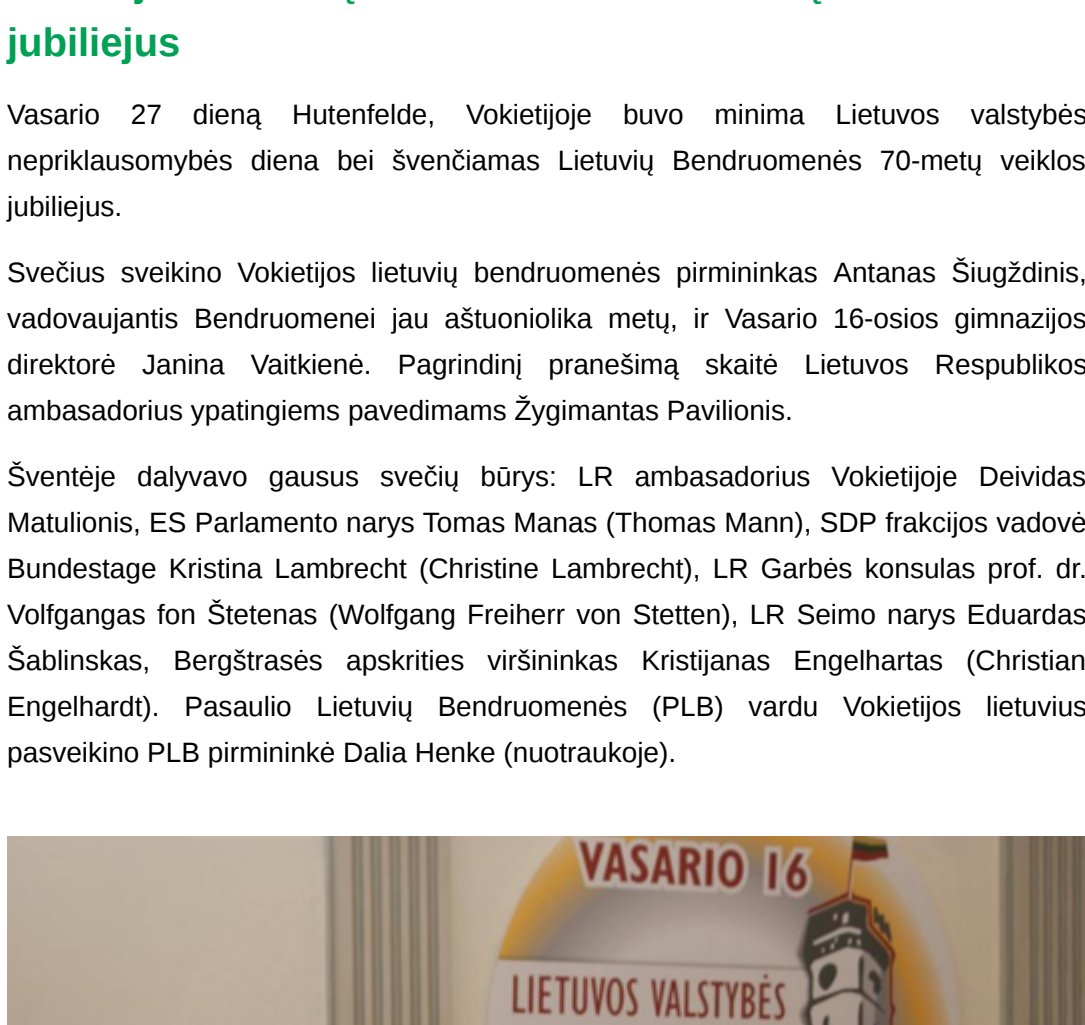 jubiliejus
Vasario 27 dieną Hutenfelde, Vokietijoje buvo minima Lietuvos valstybės
nepriklausomybės diena bei švenčiamas Lietuvių Bendruomenės 70-metų veiklos
jubiliejus.
Svečius sveikino Vokietijos lietuvių bendruomenės pirmininkas Antanas Šiugždinis,
vadovaujantis Bendruomenei jau aštuoniolika metų, ir Vasario 16-osios gimnazijos
direktorė Janina Vaitkienė. Pagrindinį pranešimą skaitė Lietuvos Respublikos
ambasadorius ypatingiems pavedimams Žygimantas Pavilionis.
Šventėje dalyvavo gausus svečių būrys: LR ambasadorius Vokietijoje Deividas
Matulionis, ES Parlamento narys Tomas Manas (Thomas Mann), SDP frakcijos vadovė
Bundestage Kristina Lambrecht (Christine Lambrecht), LR Garbės konsulas prof. dr.
Volfgangas fon Štetenas (Wolfgang Freiherr von Stetten), LR Seimo narys Eduardas
Šablinskas, Bergštrasės apskrities viršininkas Kristijanas Engelhartas (Christian
Engelhardt). Pasaulio Lietuvių Bendruomenės (PLB) vardu Vokietijos lietuvius
pasveikino PLB pirmininkė Dalia Henke (nuotraukoje).
VASARIO 16
LIETUVOS VALSTYBĖS